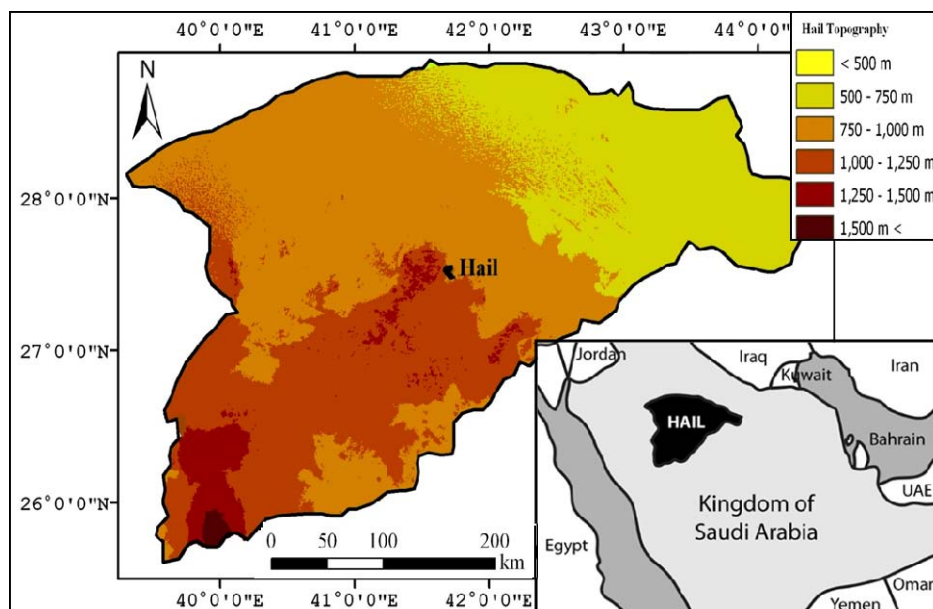 40°0'0"E 41°0'0"E 42°0'0"E 43°0'0"E 44°0'0"E
Hail Topography
< 500 m
500 - 750 m
750 - 1,000 m
1,000 - 1,250 m
1,250 - 1,500 m
1,500 m <
N
28°0'0"N
Hail
27°0'0"N
26°0'0"N
0 50 100 200
km
40°0'0"E 41°0'0"E 42°0'0"E
Jordan
Iraq
Kuwait
Iran
HAIL
Bahrain
UAE
Kingdom of
Saudi Arabia
Egypt
Oman
Yemen